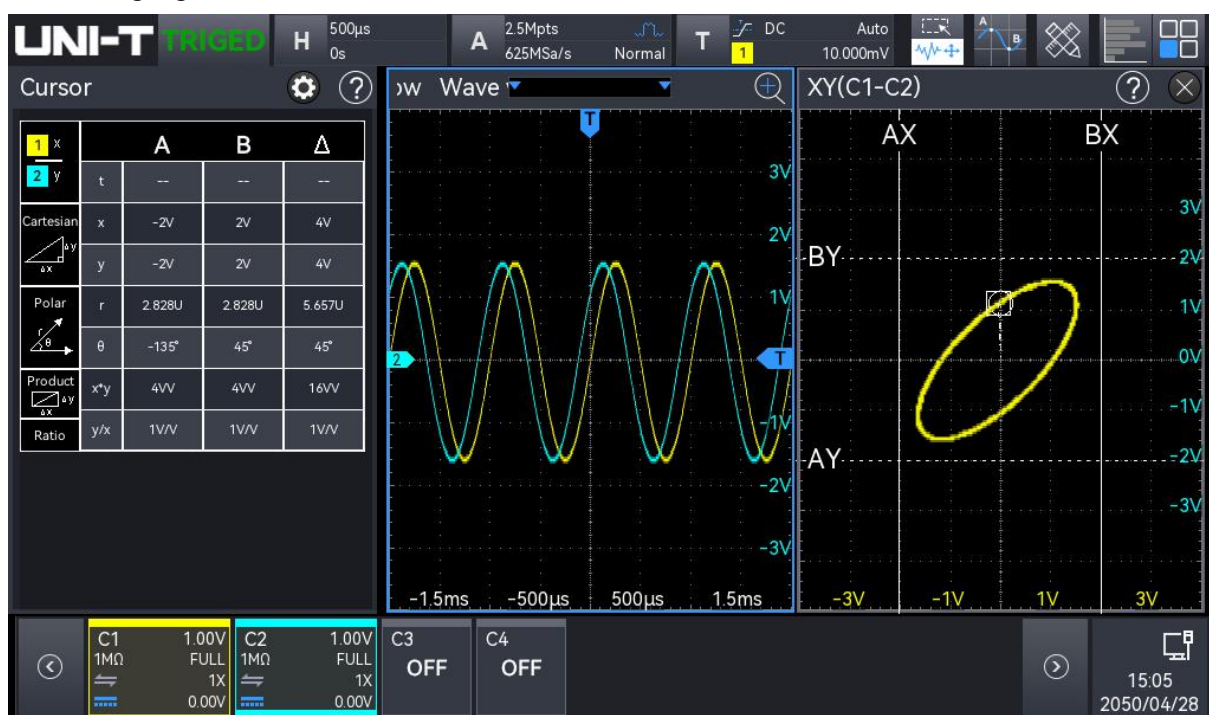 UNI-T TRIGED H 500µs 0s A 2.5Mpts 625MSa/s Normal T 1 DC Auto 10.000mV A B
Cursor ?
1 x
2 y
A B Δ
t -- -- --
Cartesian x -2V 2V 4V
Δy
Δx
y -2V 2V 4V
Polar r 2.828U 2.828U 5.657U
r θ
θ -135° 45° 45°
Product x*y 4VV 4VV 16VV
Δy
Δx
Ratio y/x 1V/V 1V/V 1V/V
ow Wave
T
3V
2V
1V
2
T
-1V
-2V
-3V
-1.5ms -500µs 500µs 1.5ms
XY(C1-C2) ?
AX BX
3V
BY 2V
1V
0V
-1V
AY -2V
-3V
-3V -1V 1V 3V
C1 1.00V
1MΩ FULL
1X
0.00V
C2 1.00V
1MΩ FULL
1X
0.00V
C3
OFF
C4
OFF
15:05
2050/04/28